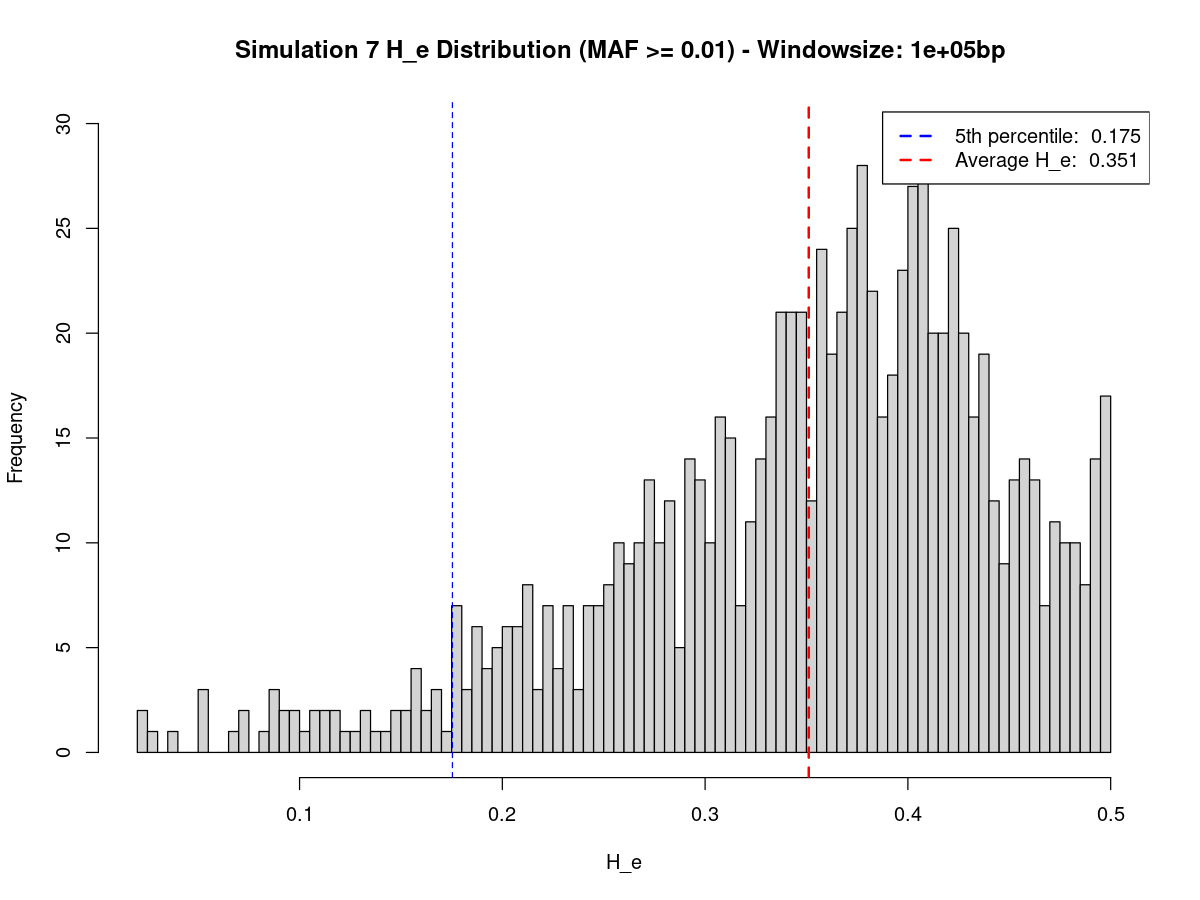 Simulation 7 H_e Distribution (MAF >= 0.01) - Windowsize: 1e+05bp
5th percentile: 0.175
Average H_e: 0.351
Frequency
30
25
20
15
10
5
0
0.1 0.2 0.3 0.4 0.5
H_e